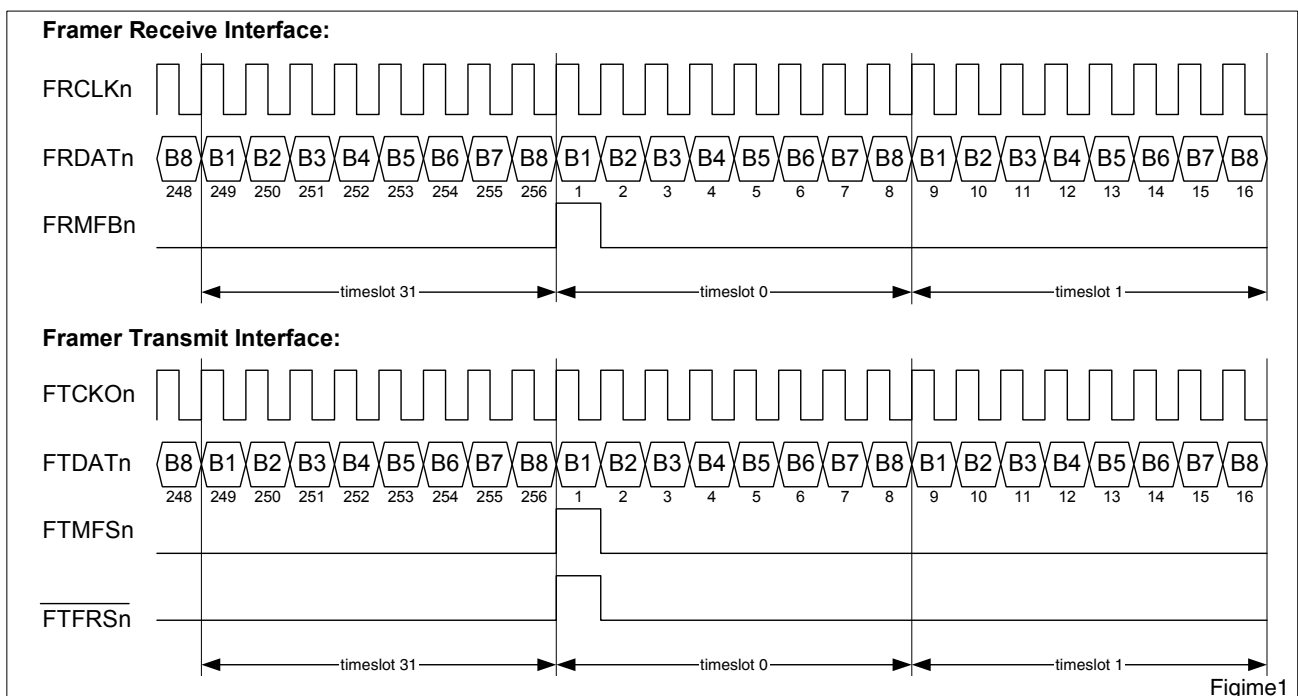 Framer Receive Interface:
FRCLKn
FRDATn B8 B1 B2 B3 B4 B5 B6 B7 B8 B1 B2 B3 B4 B5 B6 B7 B8 B1 B2 B3 B4 B5 B6 B7 B8
248 249 250 251 252 253 254 255 256 1 2 3 4 5 6 7 8 9 10 11 12 13 14 15 16
FRMFBn
timeslot 31 timeslot 0 timeslot 1
Framer Transmit Interface:
FTCKOn
FTDATn B8 B1 B2 B3 B4 B5 B6 B7 B8 B1 B2 B3 B4 B5 B6 B7 B8 B1 B2 B3 B4 B5 B6 B7 B8
248 249 250 251 252 253 254 255 256 1 2 3 4 5 6 7 8 9 10 11 12 13 14 15 16
FTMFSn
FTFRSn
timeslot 31 timeslot 0 timeslot 1
Figime1